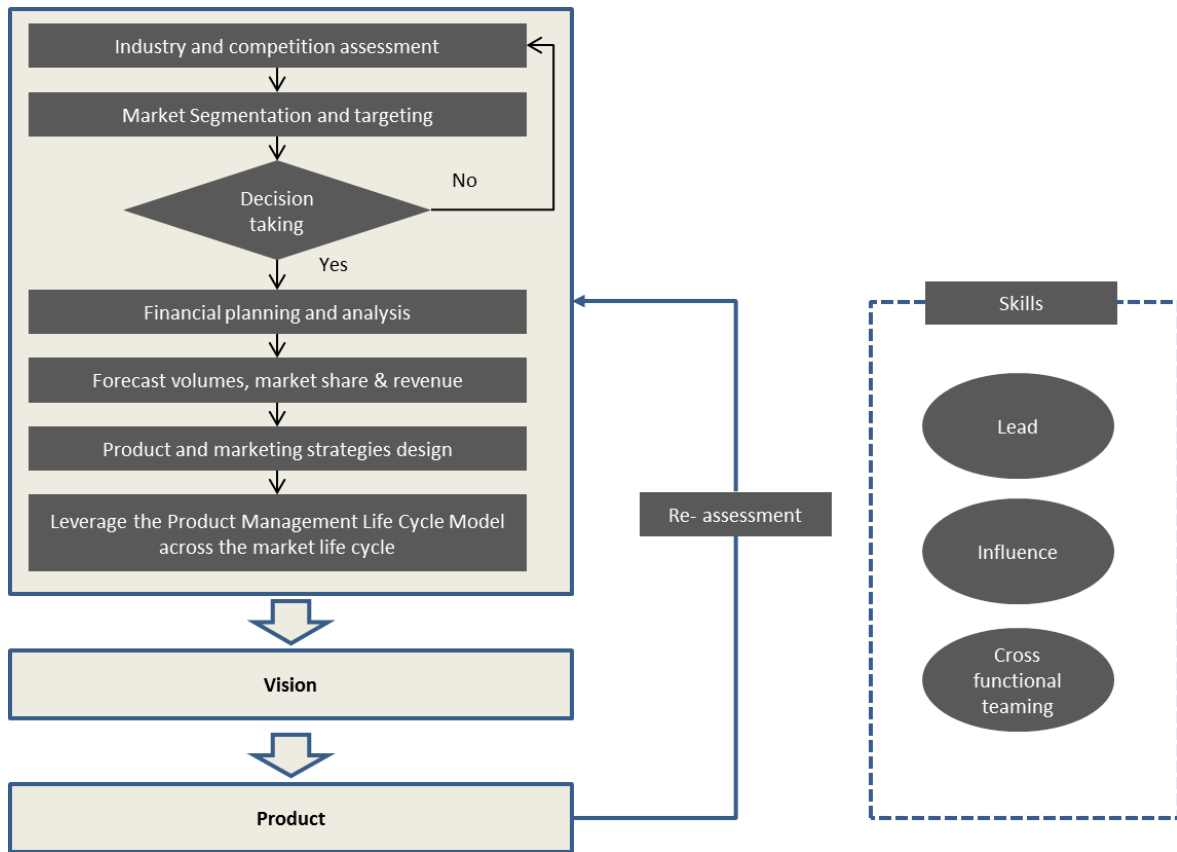 Industry and competition assessment
Market Segmentation and targeting
Decision
taking
No
Yes
Financial planning and analysis
Forecast volumes, market share & revenue
Product and marketing strategies design
Leverage the Product Management Life Cycle Model
across the market life cycle
Vision
Product
Re- assessment
Skills
Lead
Influence
Cross
functional
teaming